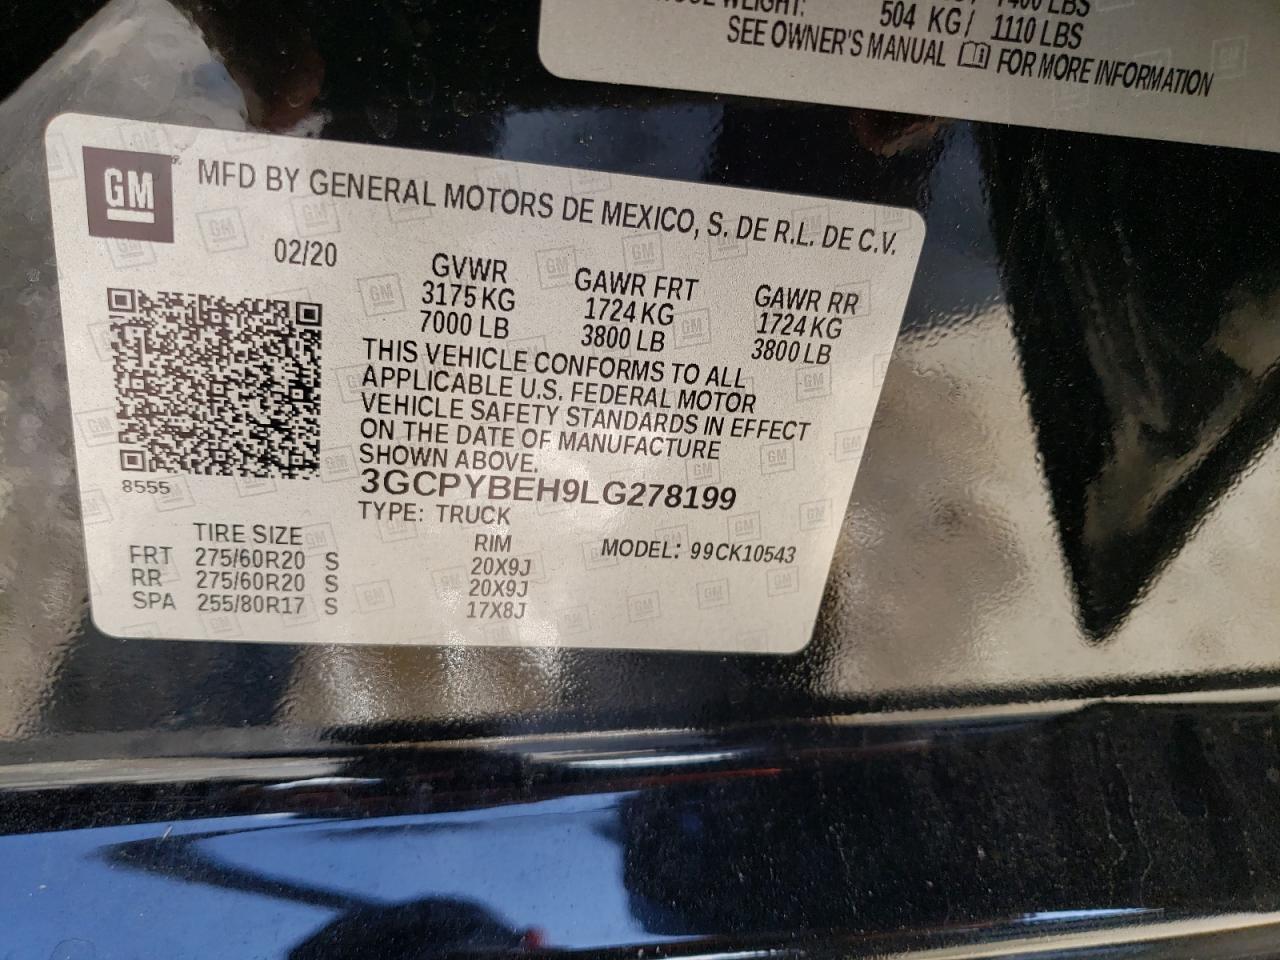 1400 LBS
WEIGHT:
504 KG/ 1110 LBS
SEE OWNER'S MANUAL FOR MORE INFORMATION
GM
MFD BY GENERAL MOTORS DE MEXICO, S. DE R.L. DE C.V.
02/20
GVWR GAWR FRT GAWR RR
3175 KG 1724 KG 1724 KG
7000 LB 3800 LB 3800 LB
THIS VEHICLE CONFORMS TO ALL
APPLICABLE U.S. FEDERAL MOTOR
VEHICLE SAFETY STANDARDS IN EFFECT
ON THE DATE OF MANUFACTURE
SHOWN ABOVE.
8555
3GCPYBEH9LG278199
TYPE: TRUCK
TIRE SIZE RIM MODEL: 99CK10543
FRT 275/60R20 S 20X9J
RR 275/60R20 S 20X9J
SPA 255/80R17 S 17X8J